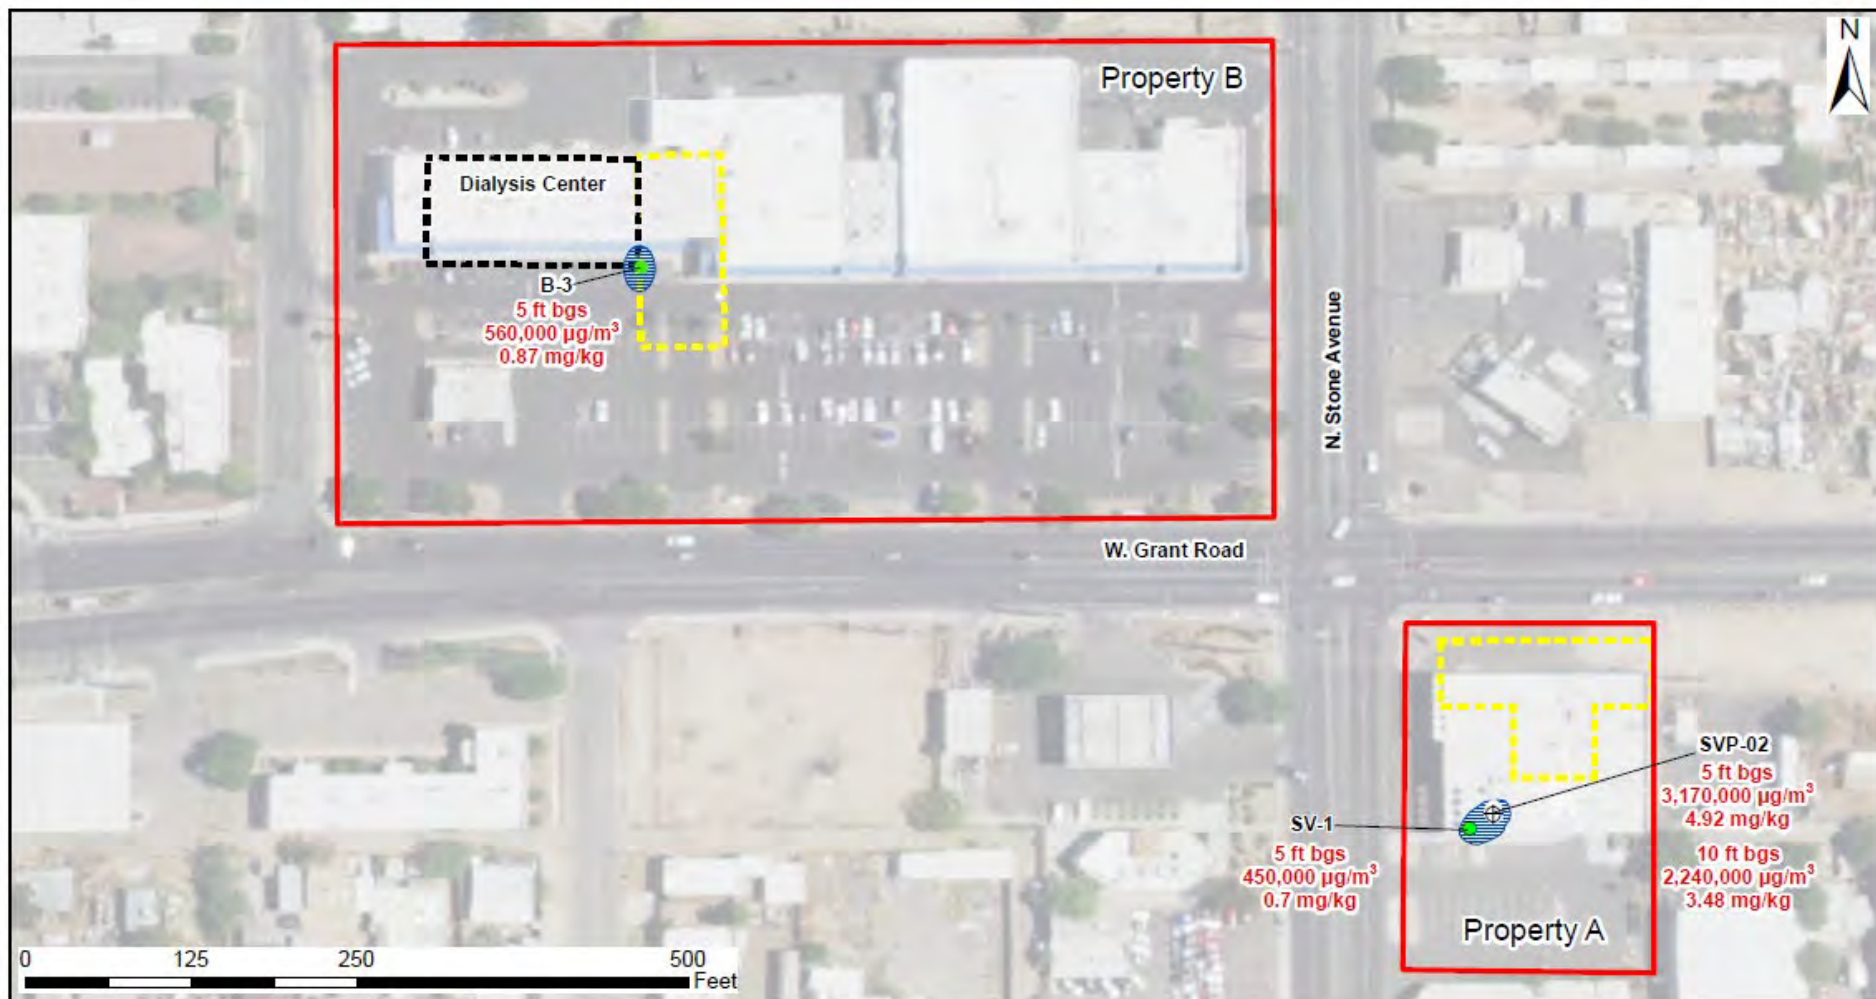 N
Property B
Dialysis Center
B-3
5 ft bgs
560,000 µg/m³
0.87 mg/kg
N. Stone Avenue
W. Grant Road
SVP-02
5 ft bgs
3,170,000 µg/m³
4.92 mg/kg
10 ft bgs
2,240,000 µg/m³
3.48 mg/kg
SV-1
5 ft bgs
450,000 µg/m³
0.7 mg/kg
Property A
0 125 250 500
Feet